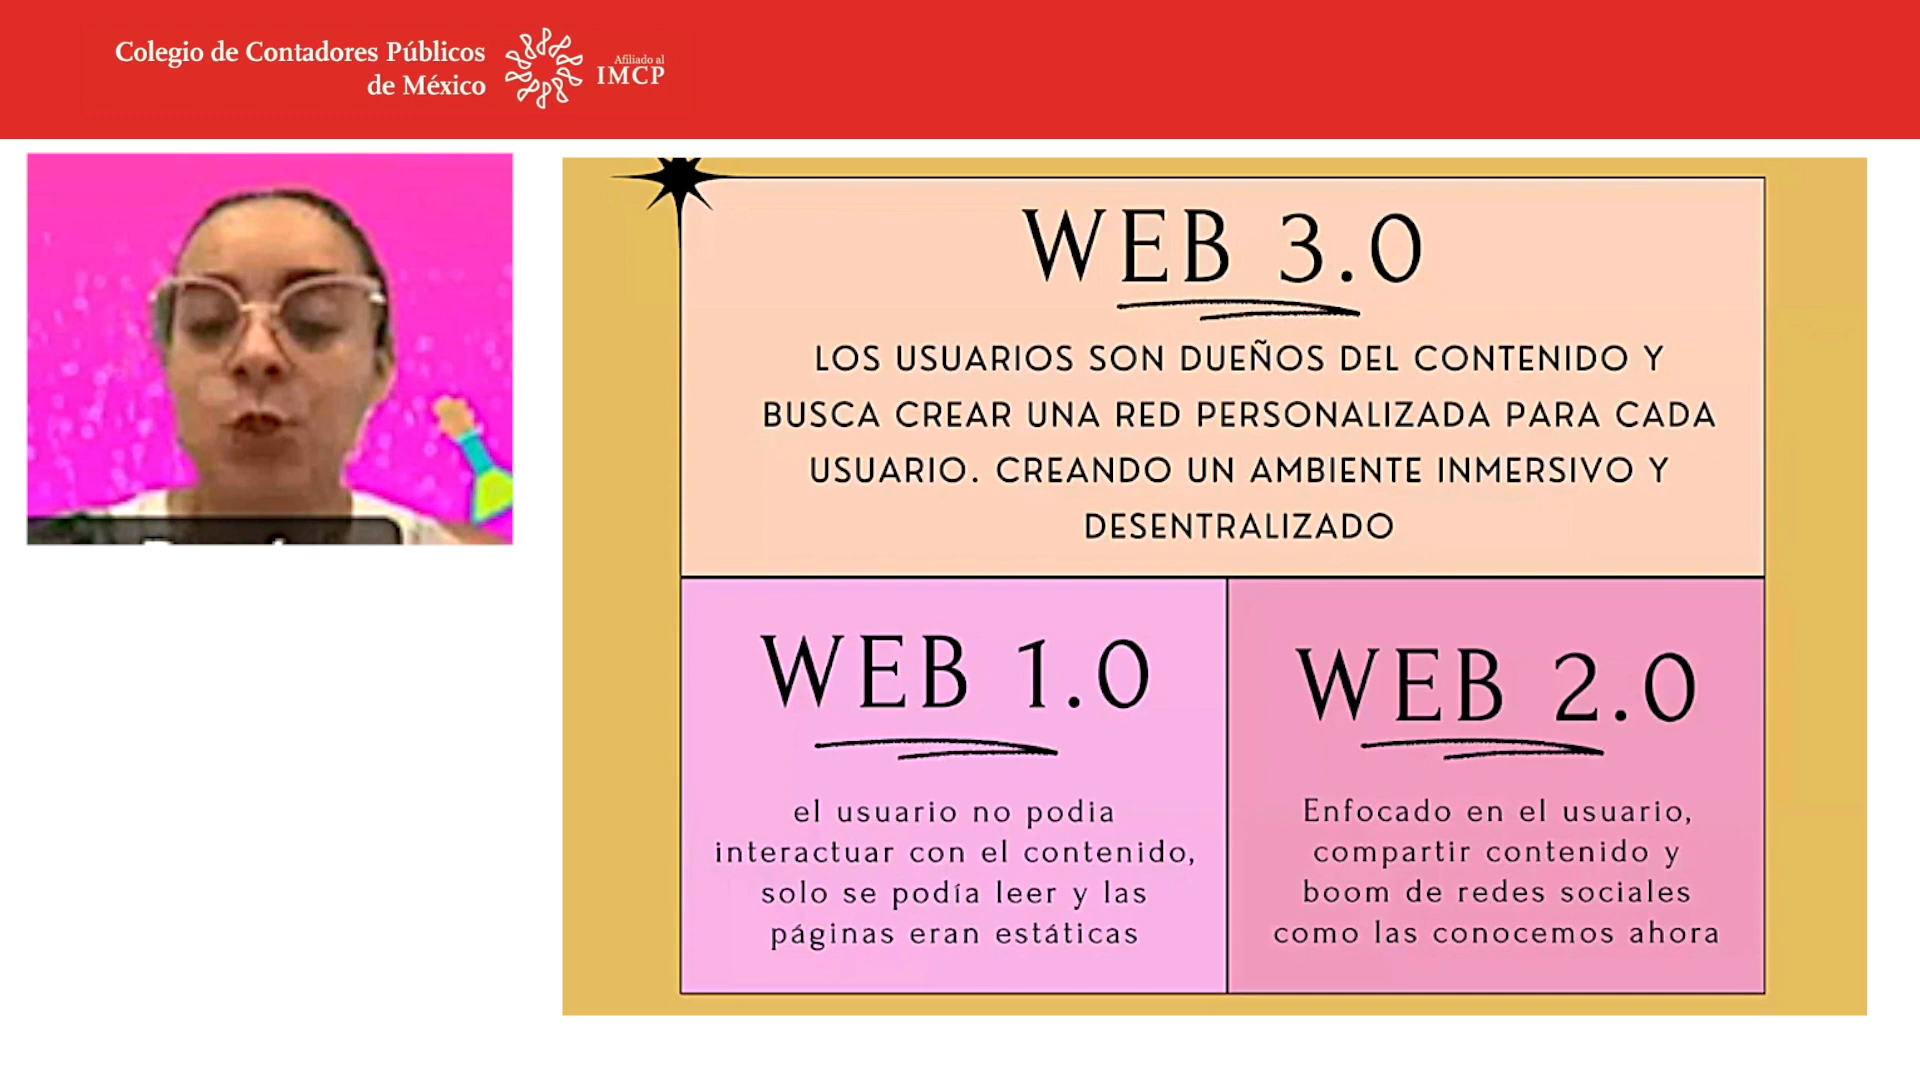 Colegio de Contadores Públicos
de México
Afiliado al
IMCP
WEB 3.0
LOS USUARIOS SON DUEÑOS DEL CONTENIDO Y
BUSCA CREAR UNA RED PERSONALIZADA PARA CADA
USUARIO. CREANDO UN AMBIENTE INMERSIVO Y
DESENTRALIZADO
WEB 1.0
el usuario no podia
interactuar con el contenido,
solo se podía leer y las
páginas eran estáticas
WEB 2.0
Enfocado en el usuario,
compartir contenido y
boom de redes sociales
como las conocemos ahora